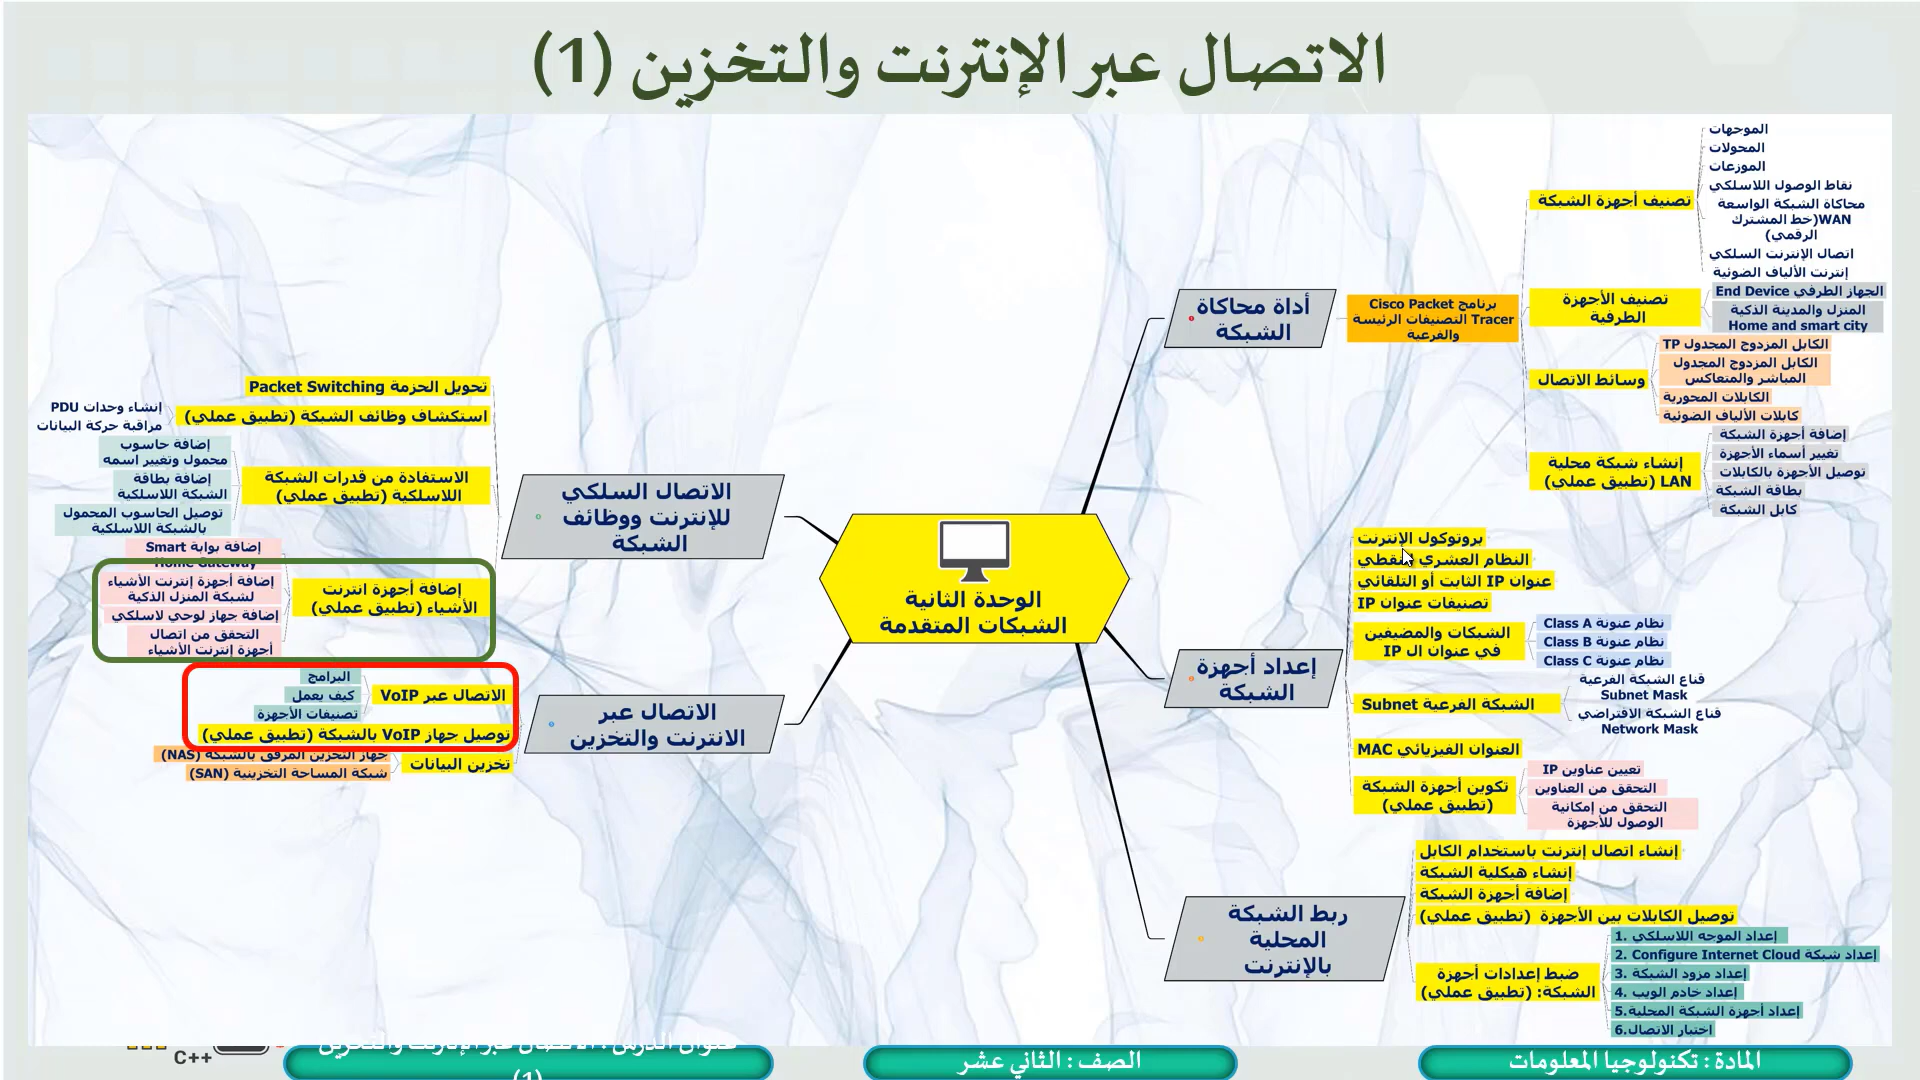 الاتصال عبر الإنترنت والتخزين (1)
الوحدة الثانية
الشبكات المتقدمة
أداة محاكاة
الشبكة
برنامج Cisco Packet
Tracer التصنيفات الرئيسة
والفرعية
تصنيف أجهزة الشبكة
الموجهات
المحولات
الموزعات
نقاط الوصول اللاسلكي
محاكاة الشبكة الواسعة
WAN(خط المشترك
الرقمي)
اتصال الإنترنت السلكي
إنترنت الألياف الضوئية
تصنيف الأجهزة
الطرفية
الجهاز الطرفي End Device
المنزل والمدينة الذكية
Home and smart city
وسائط الاتصال
الكابل المزدوج المجدول TP
الكابل المزدوج المجدول
المباشر والمتعاكس
الكابلات المحورية
كابلات الألياف الضوئية
إنشاء شبكة محلية
LAN (تطبيق عملي)
إضافة أجهزة الشبكة
تغيير أسماء الأجهزة
توصيل الأجهزة بالكابلات
بطاقة الشبكة
كابل الشبكة
إعداد أجهزة
الشبكة
بروتوكول الإنترنت
النظام العشري المنقطي
عنوان IP الثابت أو التلقائي
تصنيفات عنوان IP
الشبكات والمضيفين
في عنوان ال IP
نظام عنونة Class A
نظام عنونة Class B
نظام عنونة Class C
الشبكة الفرعية Subnet
قناع الشبكة الفرعية
Subnet Mask
قناع الشبكة الافتراضي
Network Mask
العنوان الفيزيائي MAC
تكوين أجهزة الشبكة
(تطبيق عملي)
تعيين عناوين IP
التحقق من العناوين
التحقق من إمكانية
الوصول للأجهزة
ربط الشبكة
المحلية
بالإنترنت
إنشاء اتصال إنترنت باستخدام الكابل
إنشاء هيكلية الشبكة
إضافة أجهزة الشبكة
توصيل الكابلات بين الأجهزة (تطبيق عملي)
ضبط إعدادات أجهزة
الشبكة: (تطبيق عملي)
1. إعداد الموجه اللاسلكي
2. إعداد شبكة Configure Internet Cloud
3. إعداد مزود الشبكة
4. إعداد خادم الويب
5.إعداد أجهزة الشبكة المحلية
6.اختبار الاتصال
الاتصال السلكي
للإنترنت ووظائف
الشبكة
تحويل الحزمة Packet Switching
استكشاف وظائف الشبكة (تطبيق عملي)
إنشاء وحدات PDU
مراقبة حركة البيانات
الاستفادة من قدرات الشبكة
اللاسلكية (تطبيق عملي)
إضافة حاسوب
محمول وتغيير اسمه
إضافة بطاقة
الشبكة اللاسلكية
توصيل الحاسوب المحمول
بالشبكة اللاسلكية
إضافة أجهزة انترنت
الأشياء (تطبيق عملي)
إضافة بوابة Smart
Home Gateway
إضافة أجهزة إنترنت الأشياء
لشبكة المنزل الذكية
إضافة جهاز لوحي لاسلكي
التحقق من اتصال
أجهزة إنترنت الأشياء
الاتصال عبر
الانترنت والتخزين
الاتصال عبر VoIP
البرامج
كيف يعمل
تصنيفات الأجهزة
توصيل جهاز VoIP بالشبكة (تطبيق عملي)
تخزين البيانات
جهاز التخزين المرفق بالشبكة (NAS)
شبكة المساحة التخزينية (SAN)
المادة : تكنولوجيا المعلومات
الصف : الثاني عشر
عنوان الدرس : الاتصال عبر الإنترنت والتخزين
(1)
C++